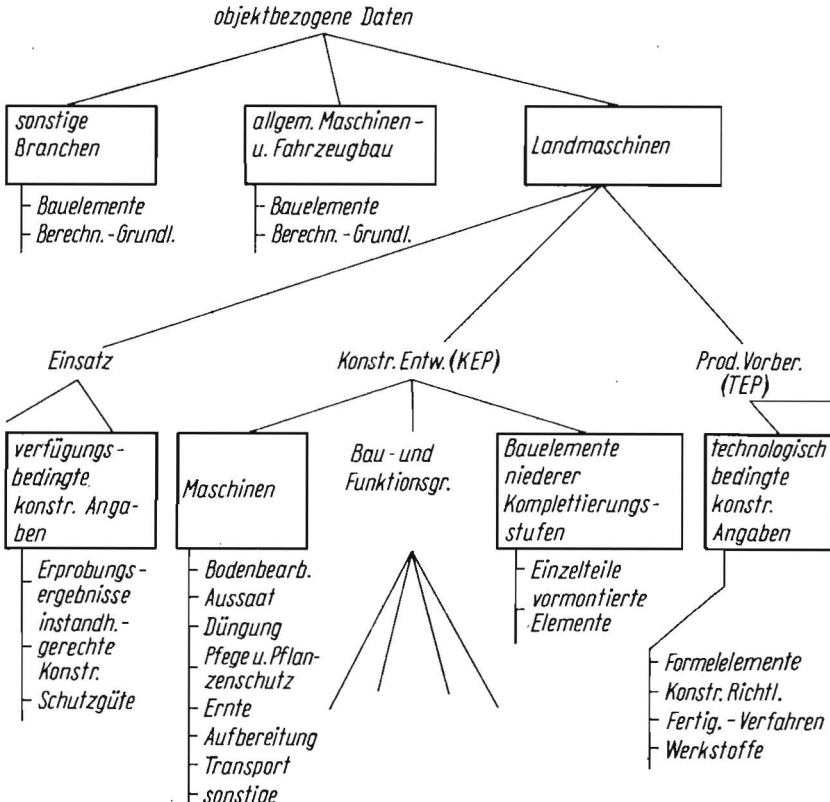 objektbezogene Daten
sonstige
Branchen
- Bauelemente
- Berechn.-Grundl.
allgem. Maschinen-
u. Fahrzeugbau
- Bauelemente
- Berechn.-Grundl.
Landmaschinen
Einsatz
Konstr. Entw. (KEP)
Prod. Vorber.
(TEP)
verfügungs-
bedingte
konstr. Anga-
ben
- Erprobungs-
ergebnisse
instandh.-
- gerechte
Konstr.
- Schutzgüte
Maschinen
- Bodenbearb.
- Aussaat
- Düngung
- Pfege u. Pflan-
zenschutz
- Ernte
- Aufbereitung
- Transport
- sonstige
Bau- und
Funktionsgr.
Bauelemente
niederer
Komplettierungs-
stufen
- Einzelteile
vormontierte
- Elemente
technologisch
bedingte
konstr.
Angaben
- Formelelemente
- Konstr. Richtl.
- Fertig.-Verfahren
- Werkstoffe